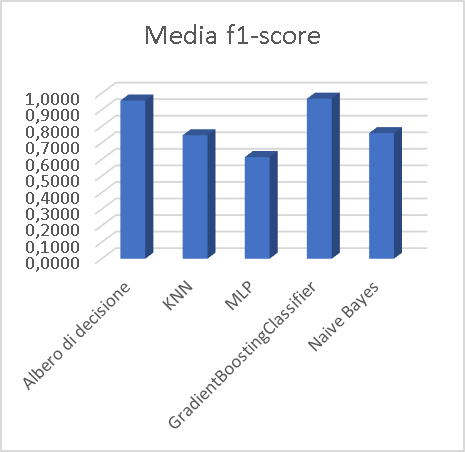 Media f1-score
1,0000
0,9000
0,8000
0,7000
0,6000
0,5000
0,4000
0,3000
0,2000
0,1000
0,0000
Albero di decisione
KNN
MLP
GradientBoostingClassifier
Naive Bayes